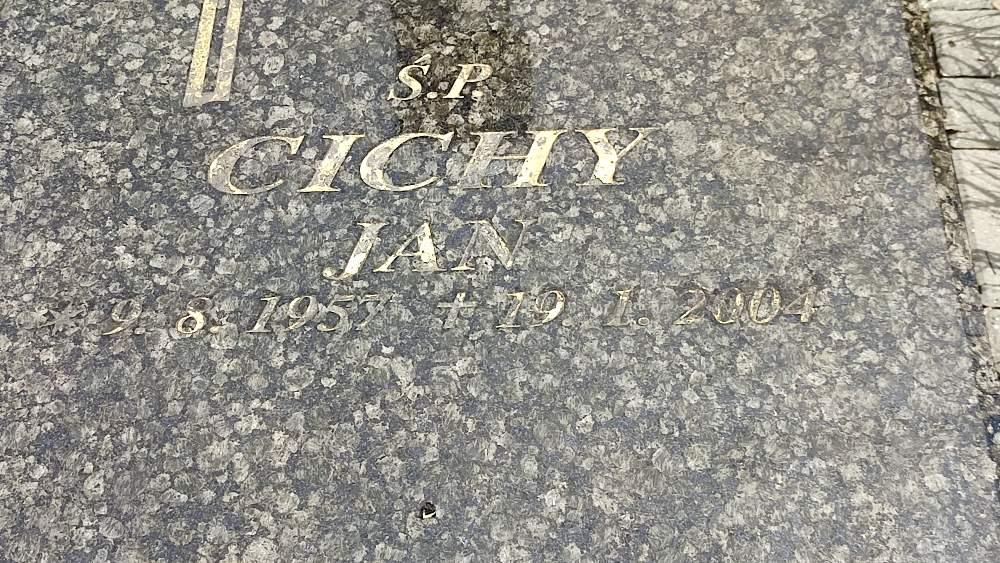 Ś.P.
CICHY
JAN
* 9. 8. 1957 + 19. 1. 2004